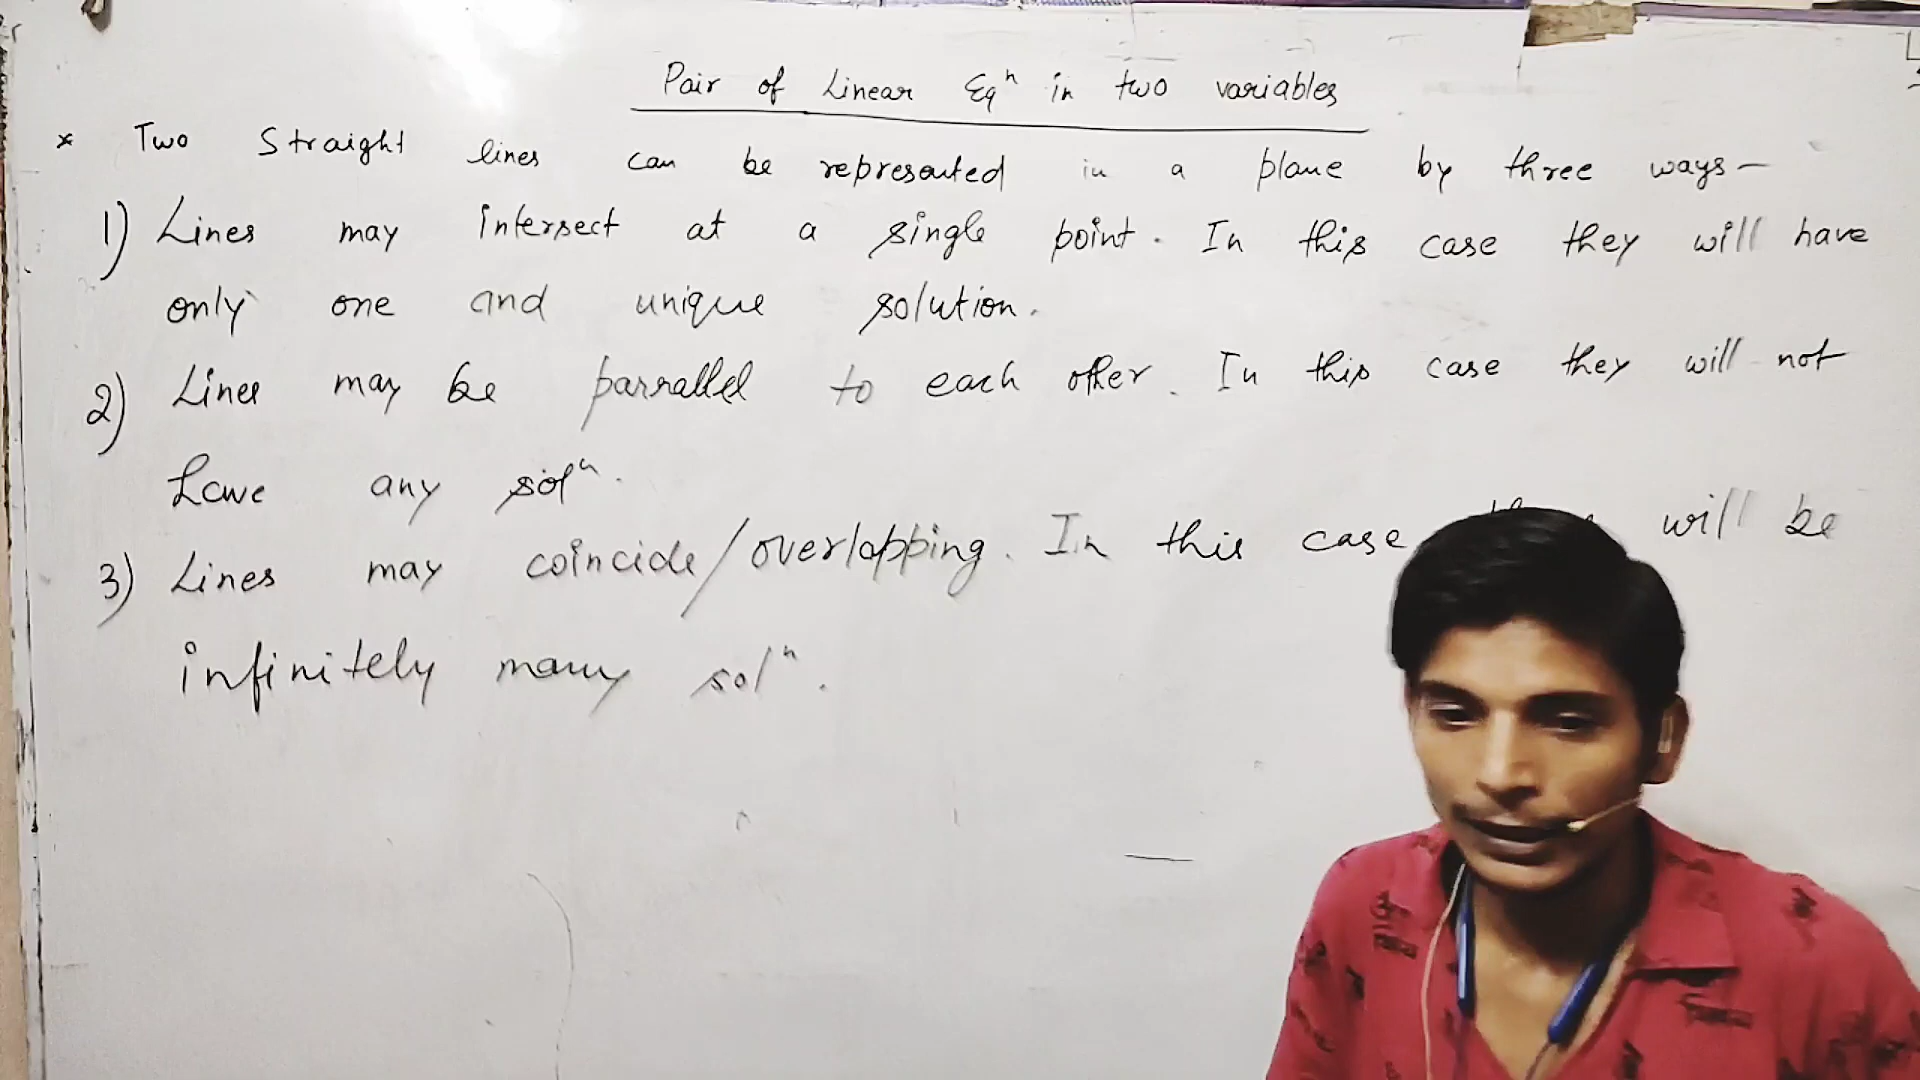 Pair of Linear Eqⁿ in two variables
* Two Straight lines can be represented in a plane by three ways-
1) Lines may intersect at a single point. In this case they will have
only one and unique solution.
2) Lines may be parrallel to each other. In this case they will not
have any solⁿ.
3) Lines may coincide/overlapping. In this case will be
infinitely many solⁿ.